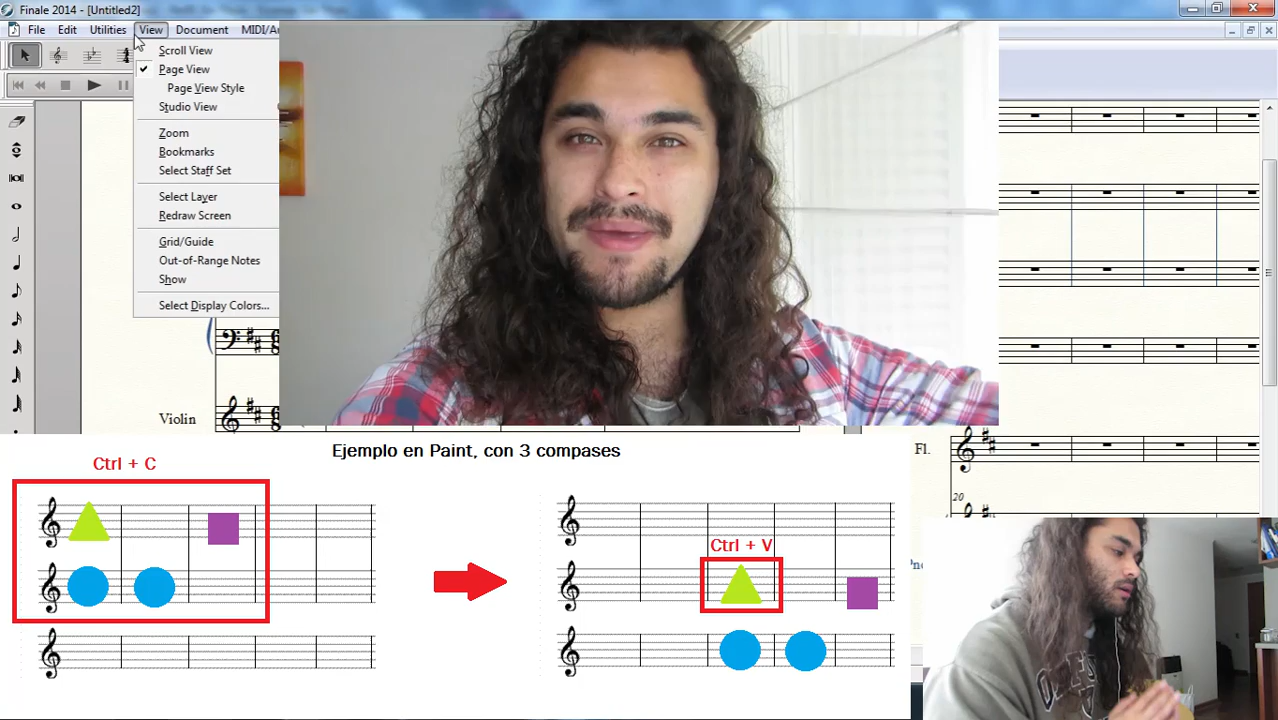 Finale 2014 - [Untitled2]
File Edit Utilities View Document
Scroll View
Page View
Page View Style
Studio View
Zoom
Bookmarks
Select Staff Set
Select Layer
Redraw Screen
Grid/Guide
Out-of-Range Notes
Show
Select Display Colors...
Violin
Fl.
20
Ejemplo en Paint, con 3 compases
Ctrl + C
Ctrl + V